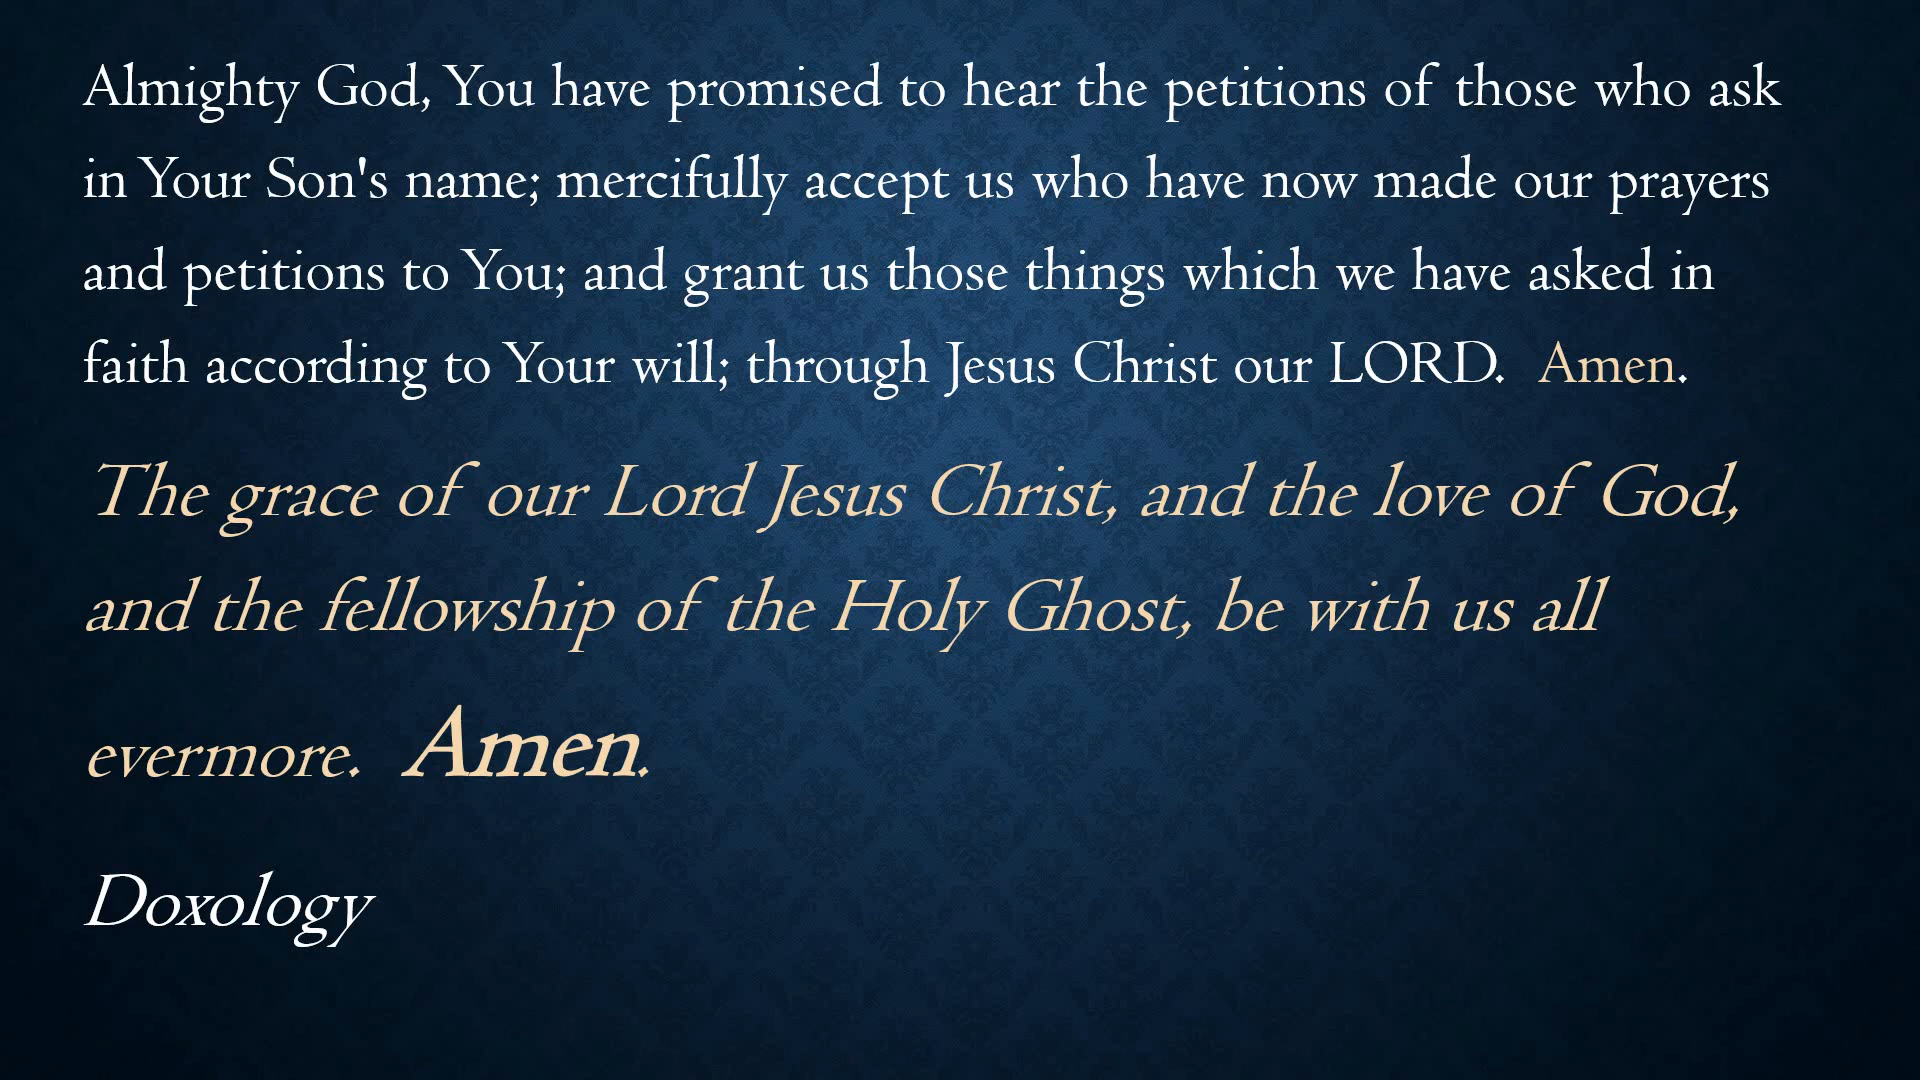 Almighty God, You have promised to hear the petitions of those who ask
in Your Son's name; mercifully accept us who have now made our prayers
and petitions to You; and grant us those things which we have asked in
faith according to Your will; through Jesus Christ our LORD.  Amen.
The grace of our Lord Jesus Christ, and the love of God,
and the fellowship of the Holy Ghost, be with us all
evermore.  Amen.
Doxology